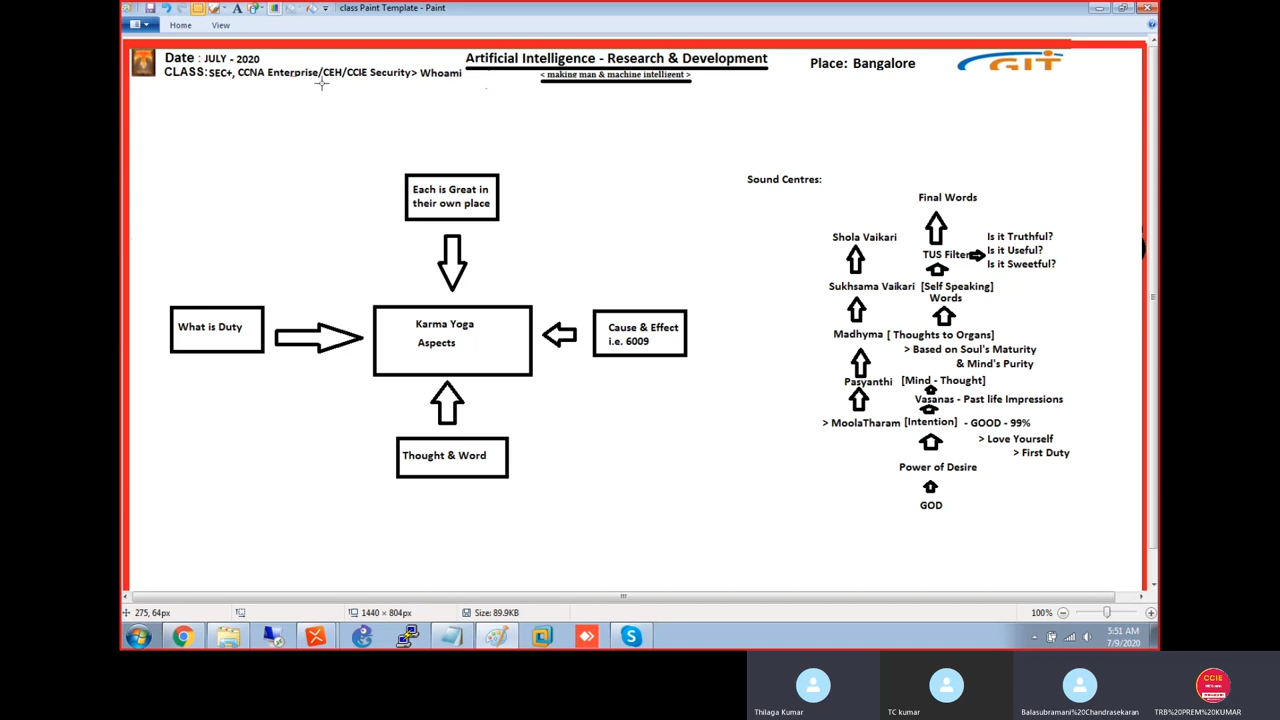 class Paint Template - Paint
Home
View
Date : JULY - 2020
CLASS: SEC+, CCNA Enterprise/CEH/CCIE Security> Whoami
Artificial Intelligence - Research & Development
< making man & machine intelligent >
Place: Bangalore
GIT
Each is Great in
their own place
What is Duty
Karma Yoga
Aspects
Cause & Effect
i.e. 6009
Thought & Word
Sound Centres:
Final Words
Shola Vaikari
TUS Filter
Is it Truthful?
Is it Useful?
Is it Sweetful?
Sukhsama Vaikari [Self Speaking]
Words
Madhyma [ Thoughts to Organs]
> Based on Soul's Maturity
& Mind's Purity
Pasyanthi [Mind - Thought]
Vasanas - Past life Impressions
> MoolaTharam [Intention] - GOOD - 99%
> Love Yourself
> First Duty
Power of Desire
GOD
275, 64px
1440 × 804px
Size: 89.9KB
100%
5:51 AM
7/9/2020
Thilaga Kumar
TC kumar
Balasubramani%20Chandrasekaran
CCIE
TRB%20PREM%20KUMAR